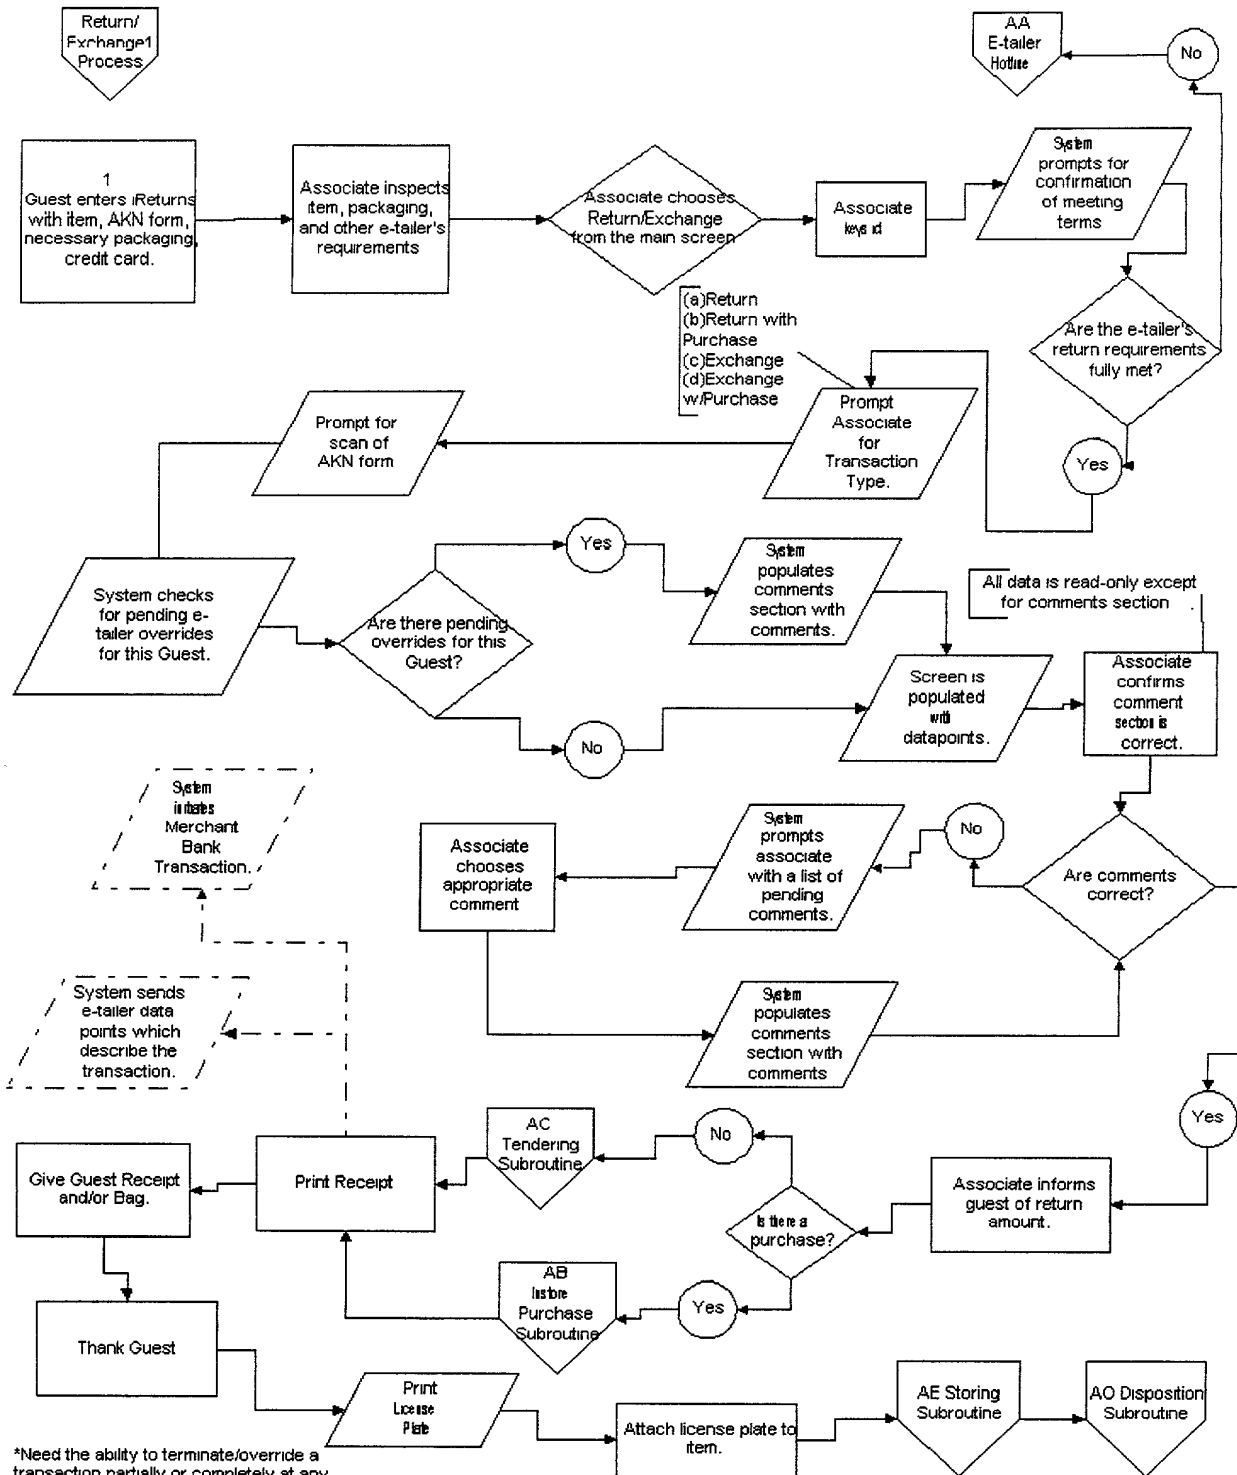 Return/
Exchange1
Process
AA
E-tailer
Hotline
No
1
Guest enters iReturns
with item, AKN form,
necessary packaging,
credit card.
Associate inspects
item, packaging,
and other e-tailer's
requirements
Associate chooses
Return/Exchange
from the main screen
Associate
keys id
System
prompts for
confirmation
of meeting
terms
(a)Return
(b)Return with
Purchase
(c)Exchange
(d)Exchange
w/Purchase
Are the e-tailer's
return requirements
fully met?
Prompt for
scan of
AKN form
Prompt
Associate
for
Transaction
Type.
Yes
System checks
for pending e-
tailer overrides
for this Guest.
Are there pending
overrides for this
Guest?
Yes
System
populates
comments
section with
comments.
All data is read-only except
for comments section .
No
Screen is
populated
with
datapoints.
Associate
confirms
comment
section is
correct.
System
initiates
Merchant
Bank
Transaction.
Associate
chooses
appropriate
comment
System
prompts
associate
with a list of
pending
comments.
No
Are comments
correct?
System sends
e-tailer data
points which
describe the
transaction.
System
populates
comments
section with
comments
Yes
Give Guest Receipt
and/or Bag.
Print Receipt
AC
Tendering
Subroutine
No
Is there a
purchase?
Associate informs
guest of return
amount.
Thank Guest
AB
Instore
Purchase
Subroutine
Yes
Print
License
Plate
Attach license plate to
item.
AE Storing
Subroutine
AO Disposition
Subroutine
*Need the ability to terminate/override a
transaction partially or completely at any